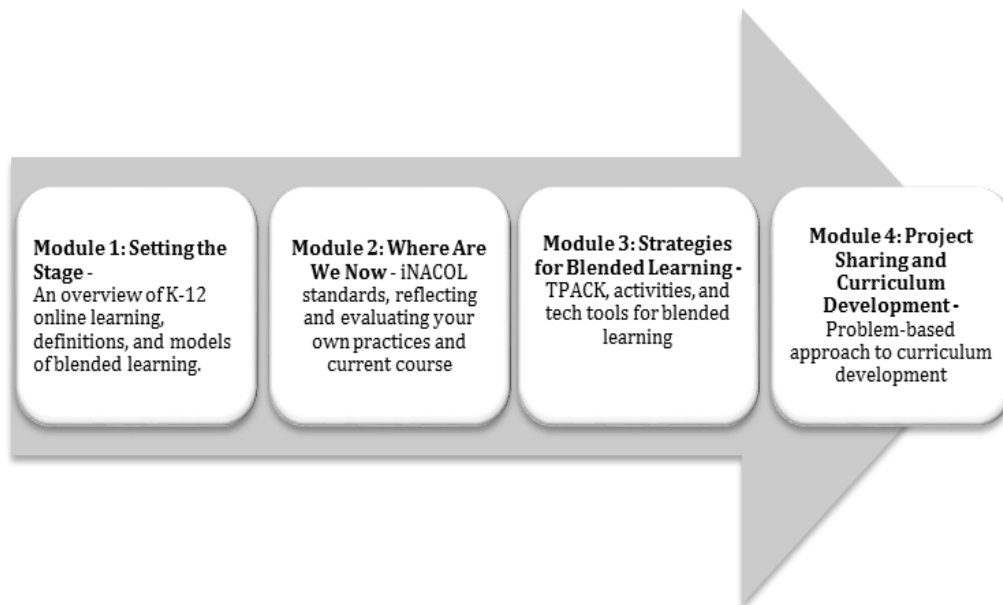 Module 1: Setting the
Stage -
An overview of K-12
online learning,
definitions, and models
of blended learning.
Module 2: Where Are
We Now - iNACOL
standards, reflecting
and evaluating your
own practices and
current course
Module 3: Strategies
for Blended Learning -
TPACK, activities, and
tech tools for blended
learning
Module 4: Project
Sharing and
Curriculum
Development -
Problem-based
approach to curriculum
development